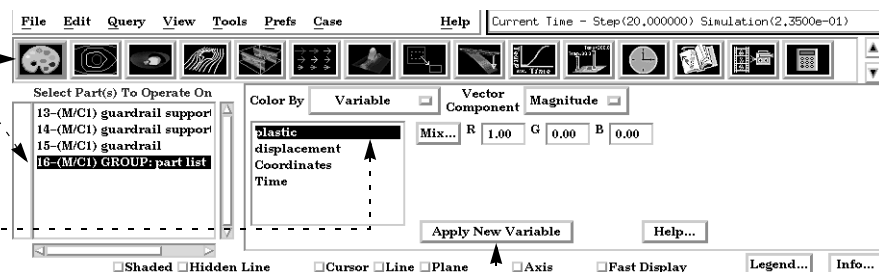 File Edit Query View Tools Prefs Case Help
Current Time - Step(20.000000) Simulation(2.3500e-01)
Time
Select Part(s) To Operate On
13-(M/C1) guardrail support
14-(M/C1) guardrail support
15-(M/C1) guardrail
16-(M/C1) GROUP: part list
Color By Variable Vector Component Magnitude
plastic
displacement
Coordinates
Time
Mix... R 1.00 G 0.00 B 0.00
Apply New Variable Help...
Shaded Hidden Line Cursor Line Plane Axis Fast Display Legend... Info...